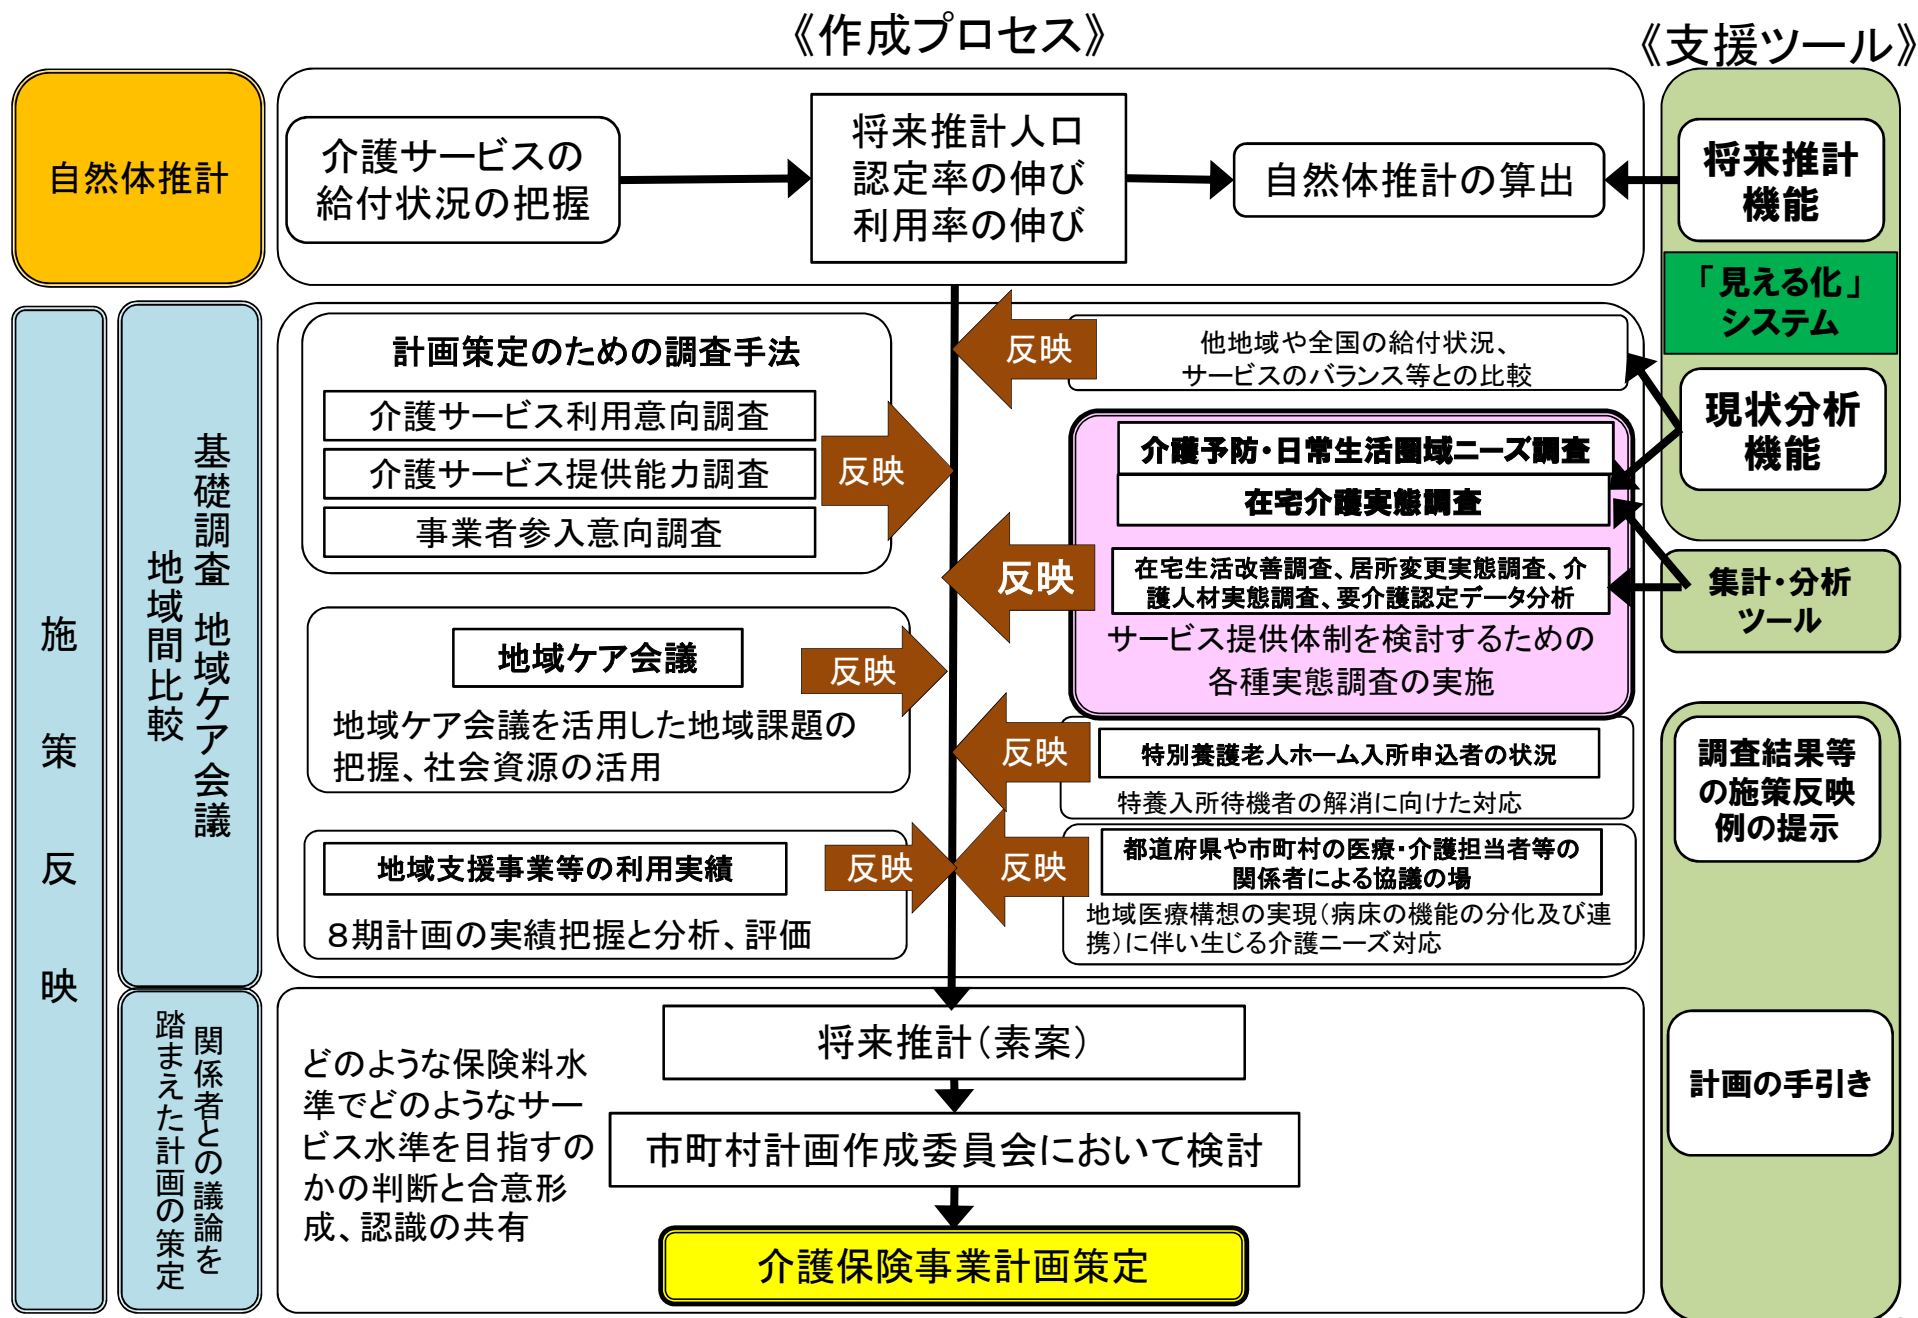 《作成プロセス》
《支援ツール》
自然体推計
介護サービスの
給付状況の把握
将来推計人口
認定率の伸び
利用率の伸び
自然体推計の算出
将来推計
機能
「見える化」
システム
現状分析
機能
集計・分析
ツール
調査結果等
の施策反映
例の提示
計画の手引き
施策反映
基礎調査 地域ケア会議
地域間比較
関係者との議論を
踏まえた計画の策定
計画策定のための調査手法
介護サービス利用意向調査
介護サービス提供能力調査
事業者参入意向調査
反映
反映
他地域や全国の給付状況、
サービスのバランス等との比較
介護予防・日常生活圏域ニーズ調査
在宅介護実態調査
反映
在宅生活改善調査、居所変更実態調査、介
護人材実態調査、要介護認定データ分析
サービス提供体制を検討するための
各種実態調査の実施
地域ケア会議
反映
地域ケア会議を活用した地域課題の
把握、社会資源の活用
反映
特別養護老人ホーム入所申込者の状況
特養入所待機者の解消に向けた対応
地域支援事業等の利用実績
反映
8期計画の実績把握と分析、評価
反映
都道府県や市町村の医療・介護担当者等の
関係者による協議の場
地域医療構想の実現（病床の機能の分化及び連
携）に伴い生じる介護ニーズ対応
どのような保険料水
準でどのようなサー
ビス水準を目指すの
かの判断と合意形
成、認識の共有
将来推計（素案）
市町村計画作成委員会において検討
介護保険事業計画策定